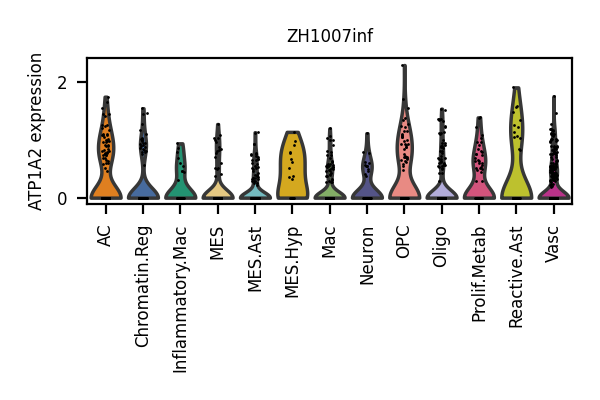 ZH1007inf
ATP1A2 expression
2
0
AC
Chromatin.Reg
Inflammatory.Mac
MES
MES.Ast
MES.Hyp
Mac
Neuron
OPC
Oligo
Prolif.Metab
Reactive.Ast
Vasc